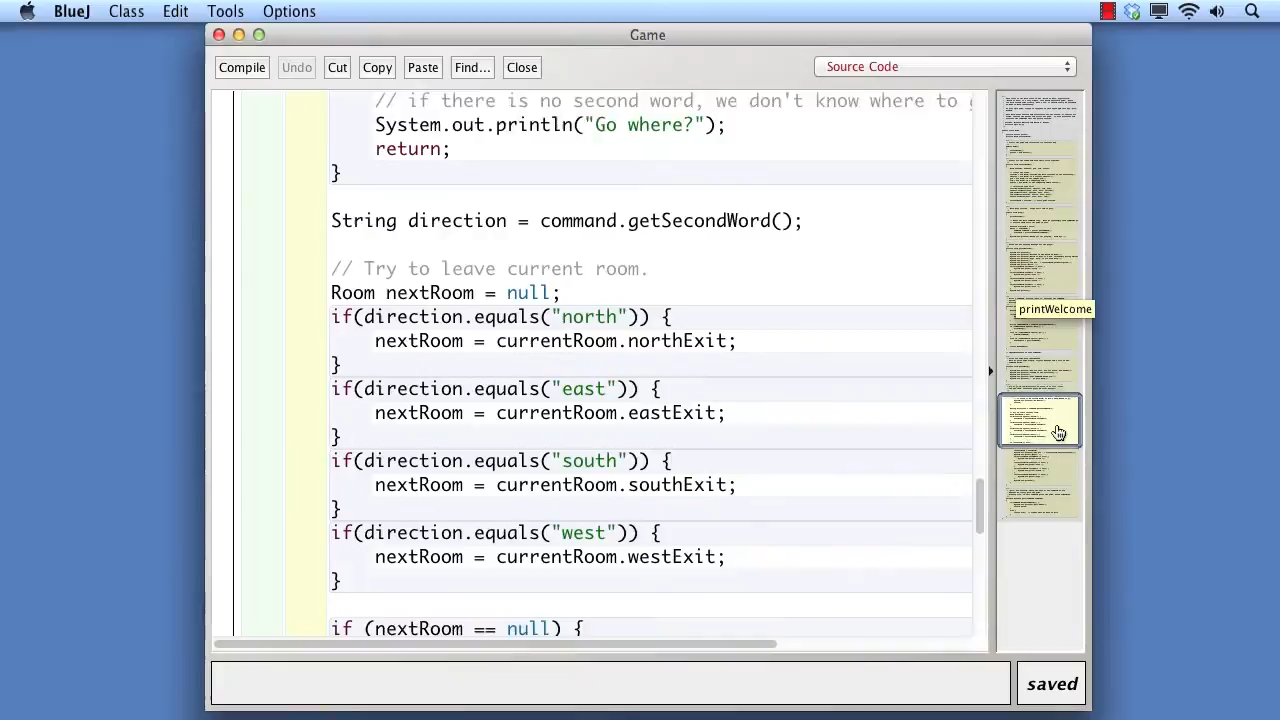 BlueJ Class Edit Tools Options
Game
Compile Undo Cut Copy Paste Find... Close Source Code
// if there is no second word, we don't know where to
System.out.println("Go where?");
return;
}
String direction = command.getSecondWord();
// Try to leave current room.
Room nextRoom = null;
if(direction.equals("north")) {
nextRoom = currentRoom.northExit;
}
if(direction.equals("east")) {
nextRoom = currentRoom.eastExit;
}
if(direction.equals("south")) {
nextRoom = currentRoom.southExit;
}
if(direction.equals("west")) {
nextRoom = currentRoom.westExit;
}
if (nextRoom == null) {
printWelcome
saved